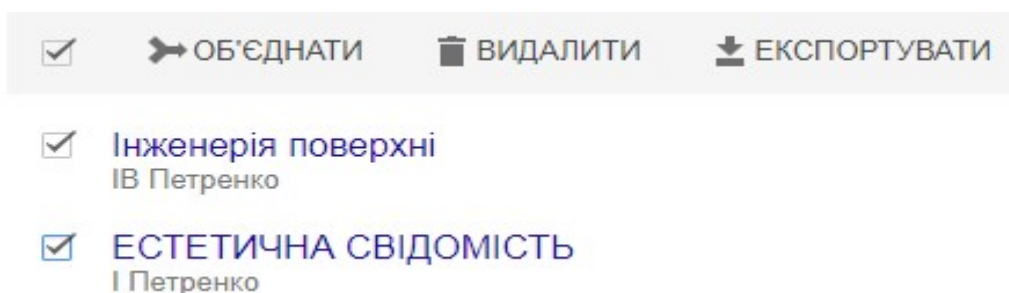 ОБ'ЄДНАТИ ВИДАЛИТИ ЕКСПОРТУВАТИ
Інженерія поверхні
ІВ Петренко
ЕСТЕТИЧНА СВІДОМІСТЬ
І Петренко